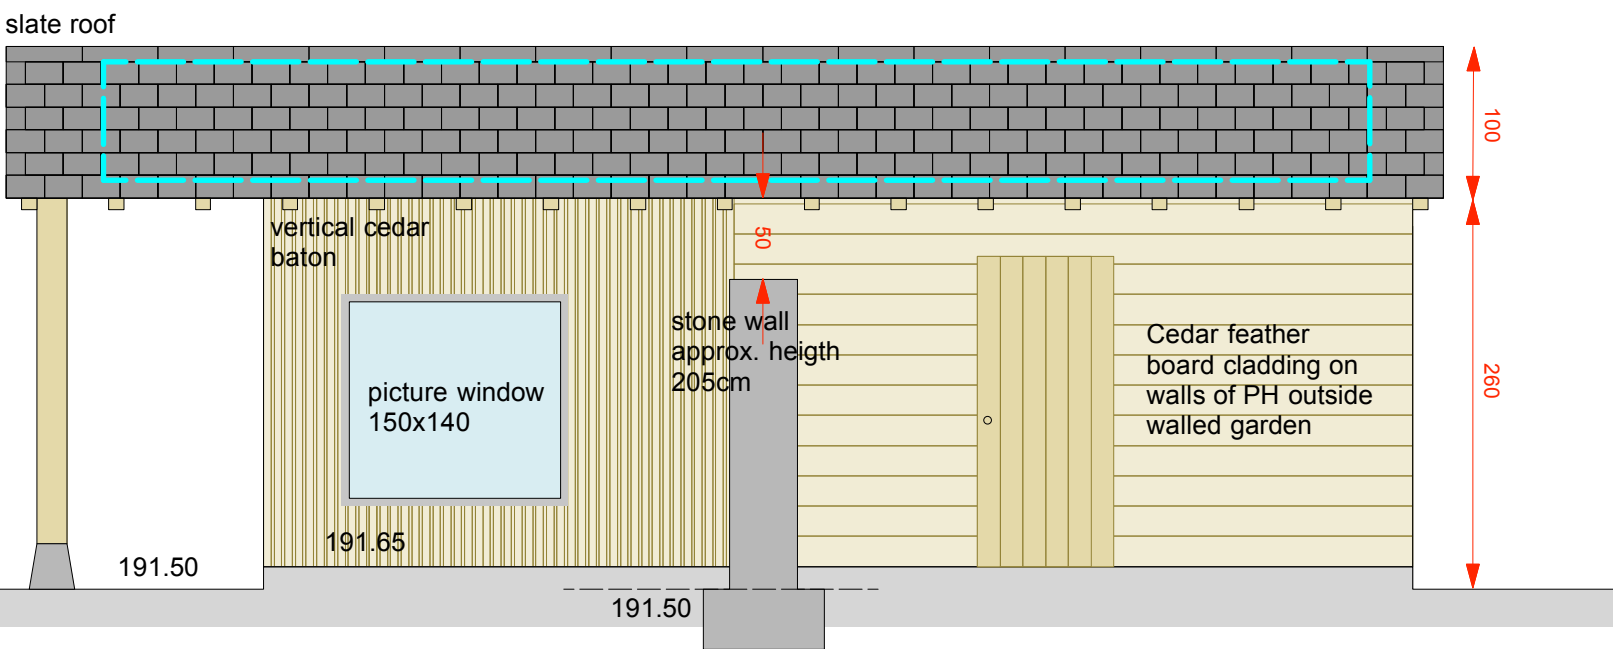 slate roof
100
vertical cedar
baton
50
stone wall
approx. heigth
205cm
picture window
150x140
Cedar feather
board cladding on
walls of PH outside
walled garden
260
191.65
191.50
191.50